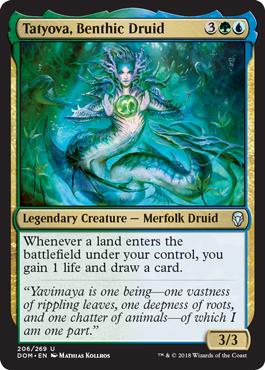 Tatyova, Benthic Druid 3
Legendary Creature — Merfolk Druid
Whenever a land enters the
battlefield under your control, you
gain 1 life and draw a card.
“Yavimaya is one being—one vastness
of rippling leaves, one deepness of roots,
and one chatter of animals—of which I
am one part.”
3/3
206/269 U
DOM • EN Mathias Kollros
™ & © 2018 Wizards of the Coast